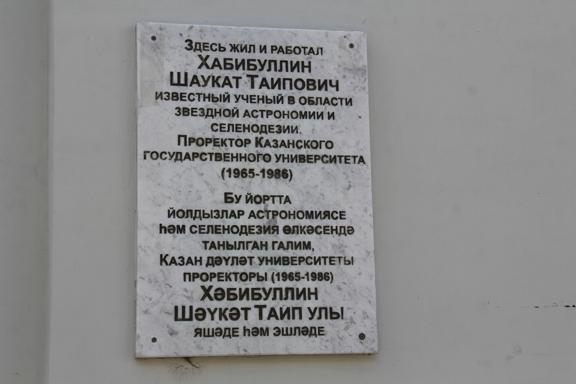 Здесь жил и работал
Хабибуллин
Шаукат Таипович
известный ученый в области
звездной астрономии и
селенодезии.
Проректор Казанского
государственного университета
(1965-1986)
Бу йортта
йолдызлар астрономиясе
һәм селенодезия өлкәсендә
танылган галим,
Казан дәүләт университеты
проректоры (1965-1986)
Хәбибуллин
Шәүкәт Таип улы
яшәде һәм эшләде